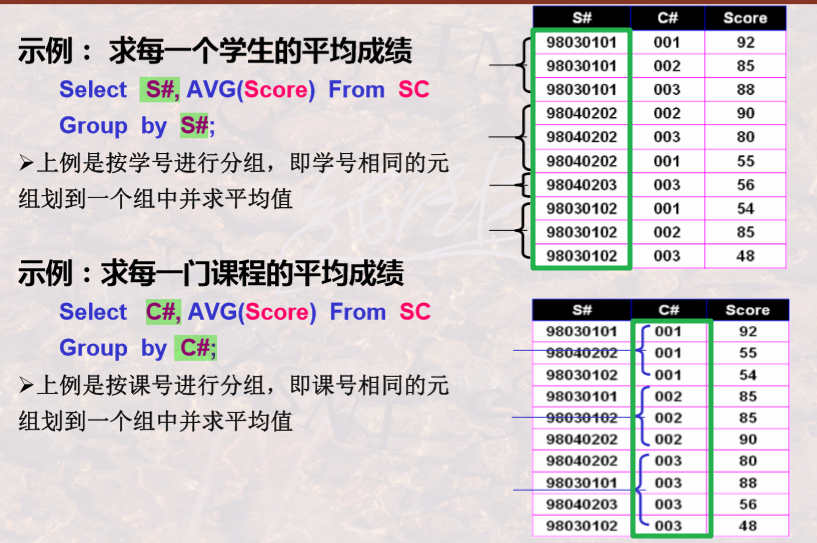 示例： 求每一个学生的平均成绩
Select S#, AVG(Score) From SC
Group by S#;
➢上例是按学号进行分组，即学号相同的元
组划到一个组中并求平均值
示例：求每一门课程的平均成绩
Select C#, AVG(Score) From SC
Group by C#;
➢上例是按课号进行分组，即课号相同的元
组划到一个组中并求平均值
S# C# Score
98030101 001 92
98030101 002 85
98030101 003 88
98040202 002 90
98040202 003 80
98040202 001 55
98040203 003 56
98030102 001 54
98030102 002 85
98030102 003 48
S# C# Score
98030101 001 92
98040202 001 55
98030102 001 54
98030101 002 85
98030102 002 85
98040202 002 90
98040202 003 80
98030101 003 88
98040203 003 56
98030102 003 48